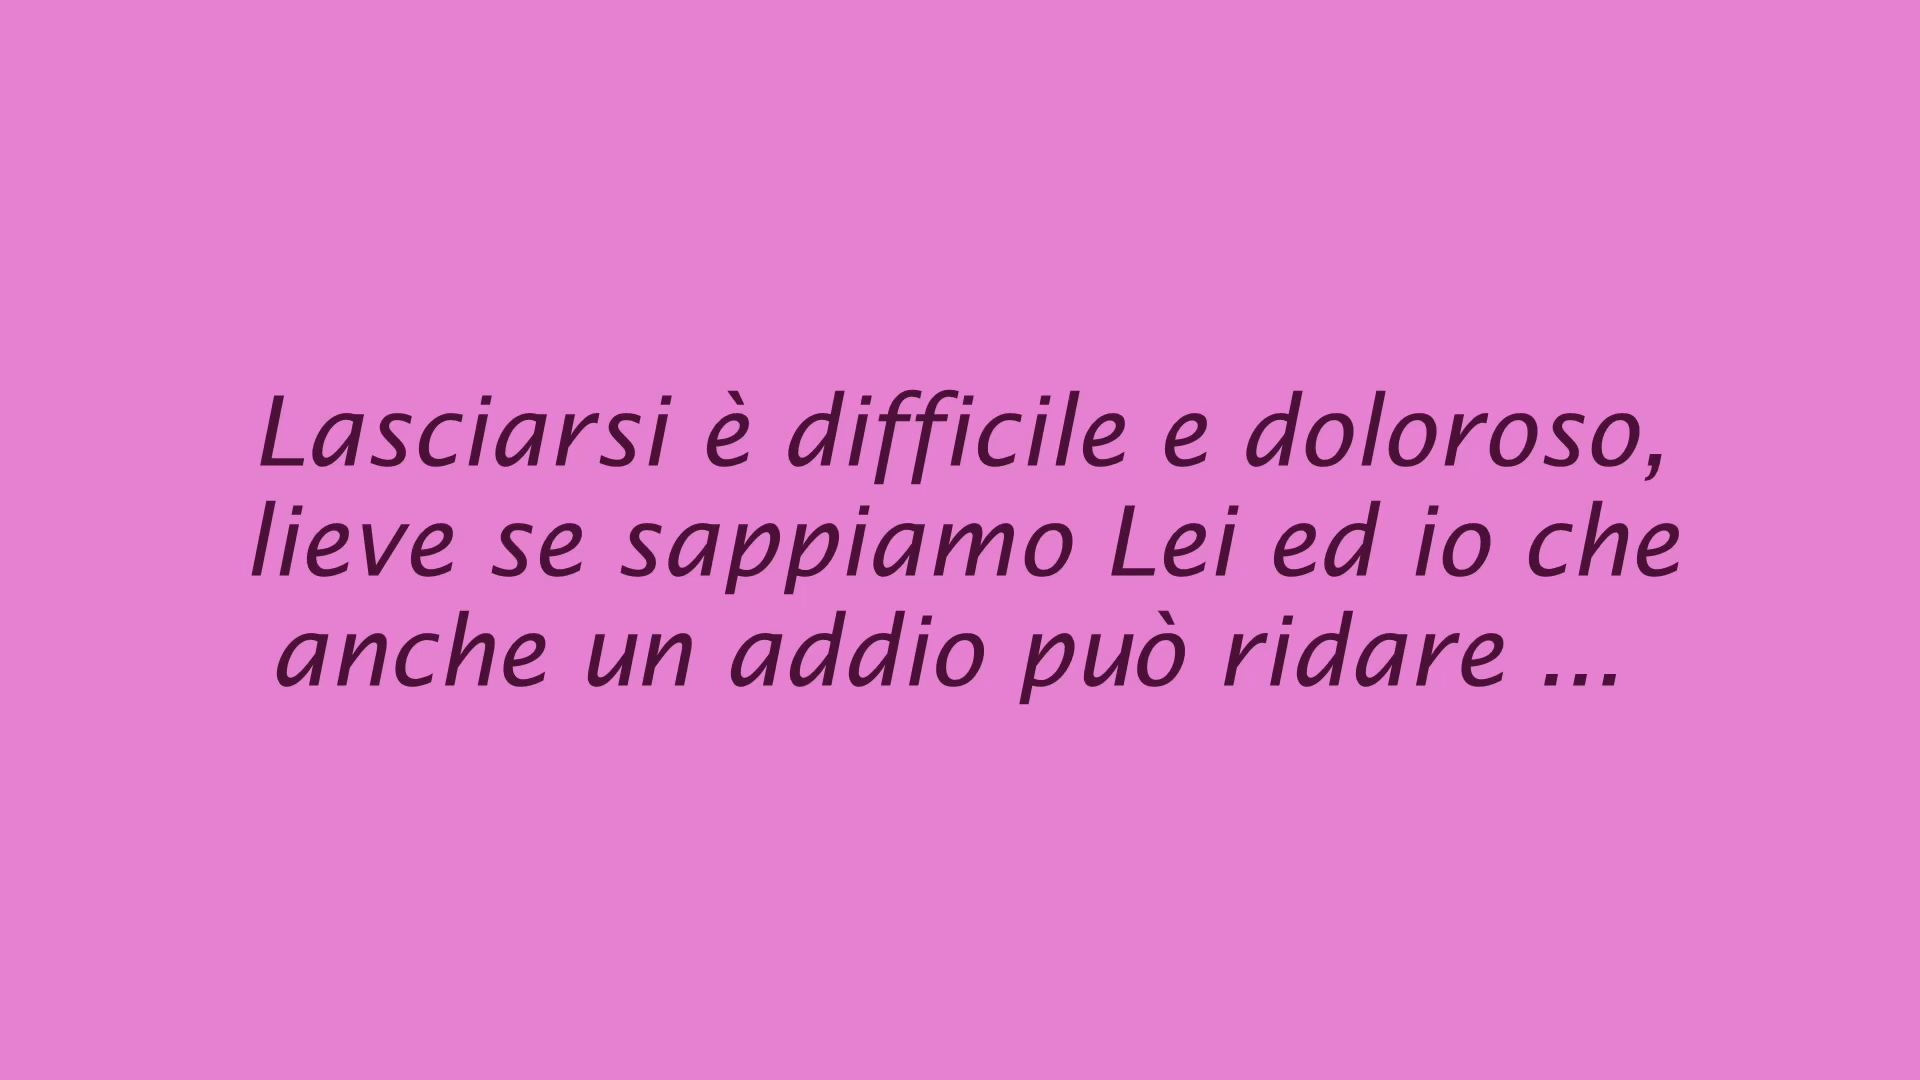 Lasciarsi è difficile e doloroso,
lieve se sappiamo Lei ed io che
anche un addio può ridare ...